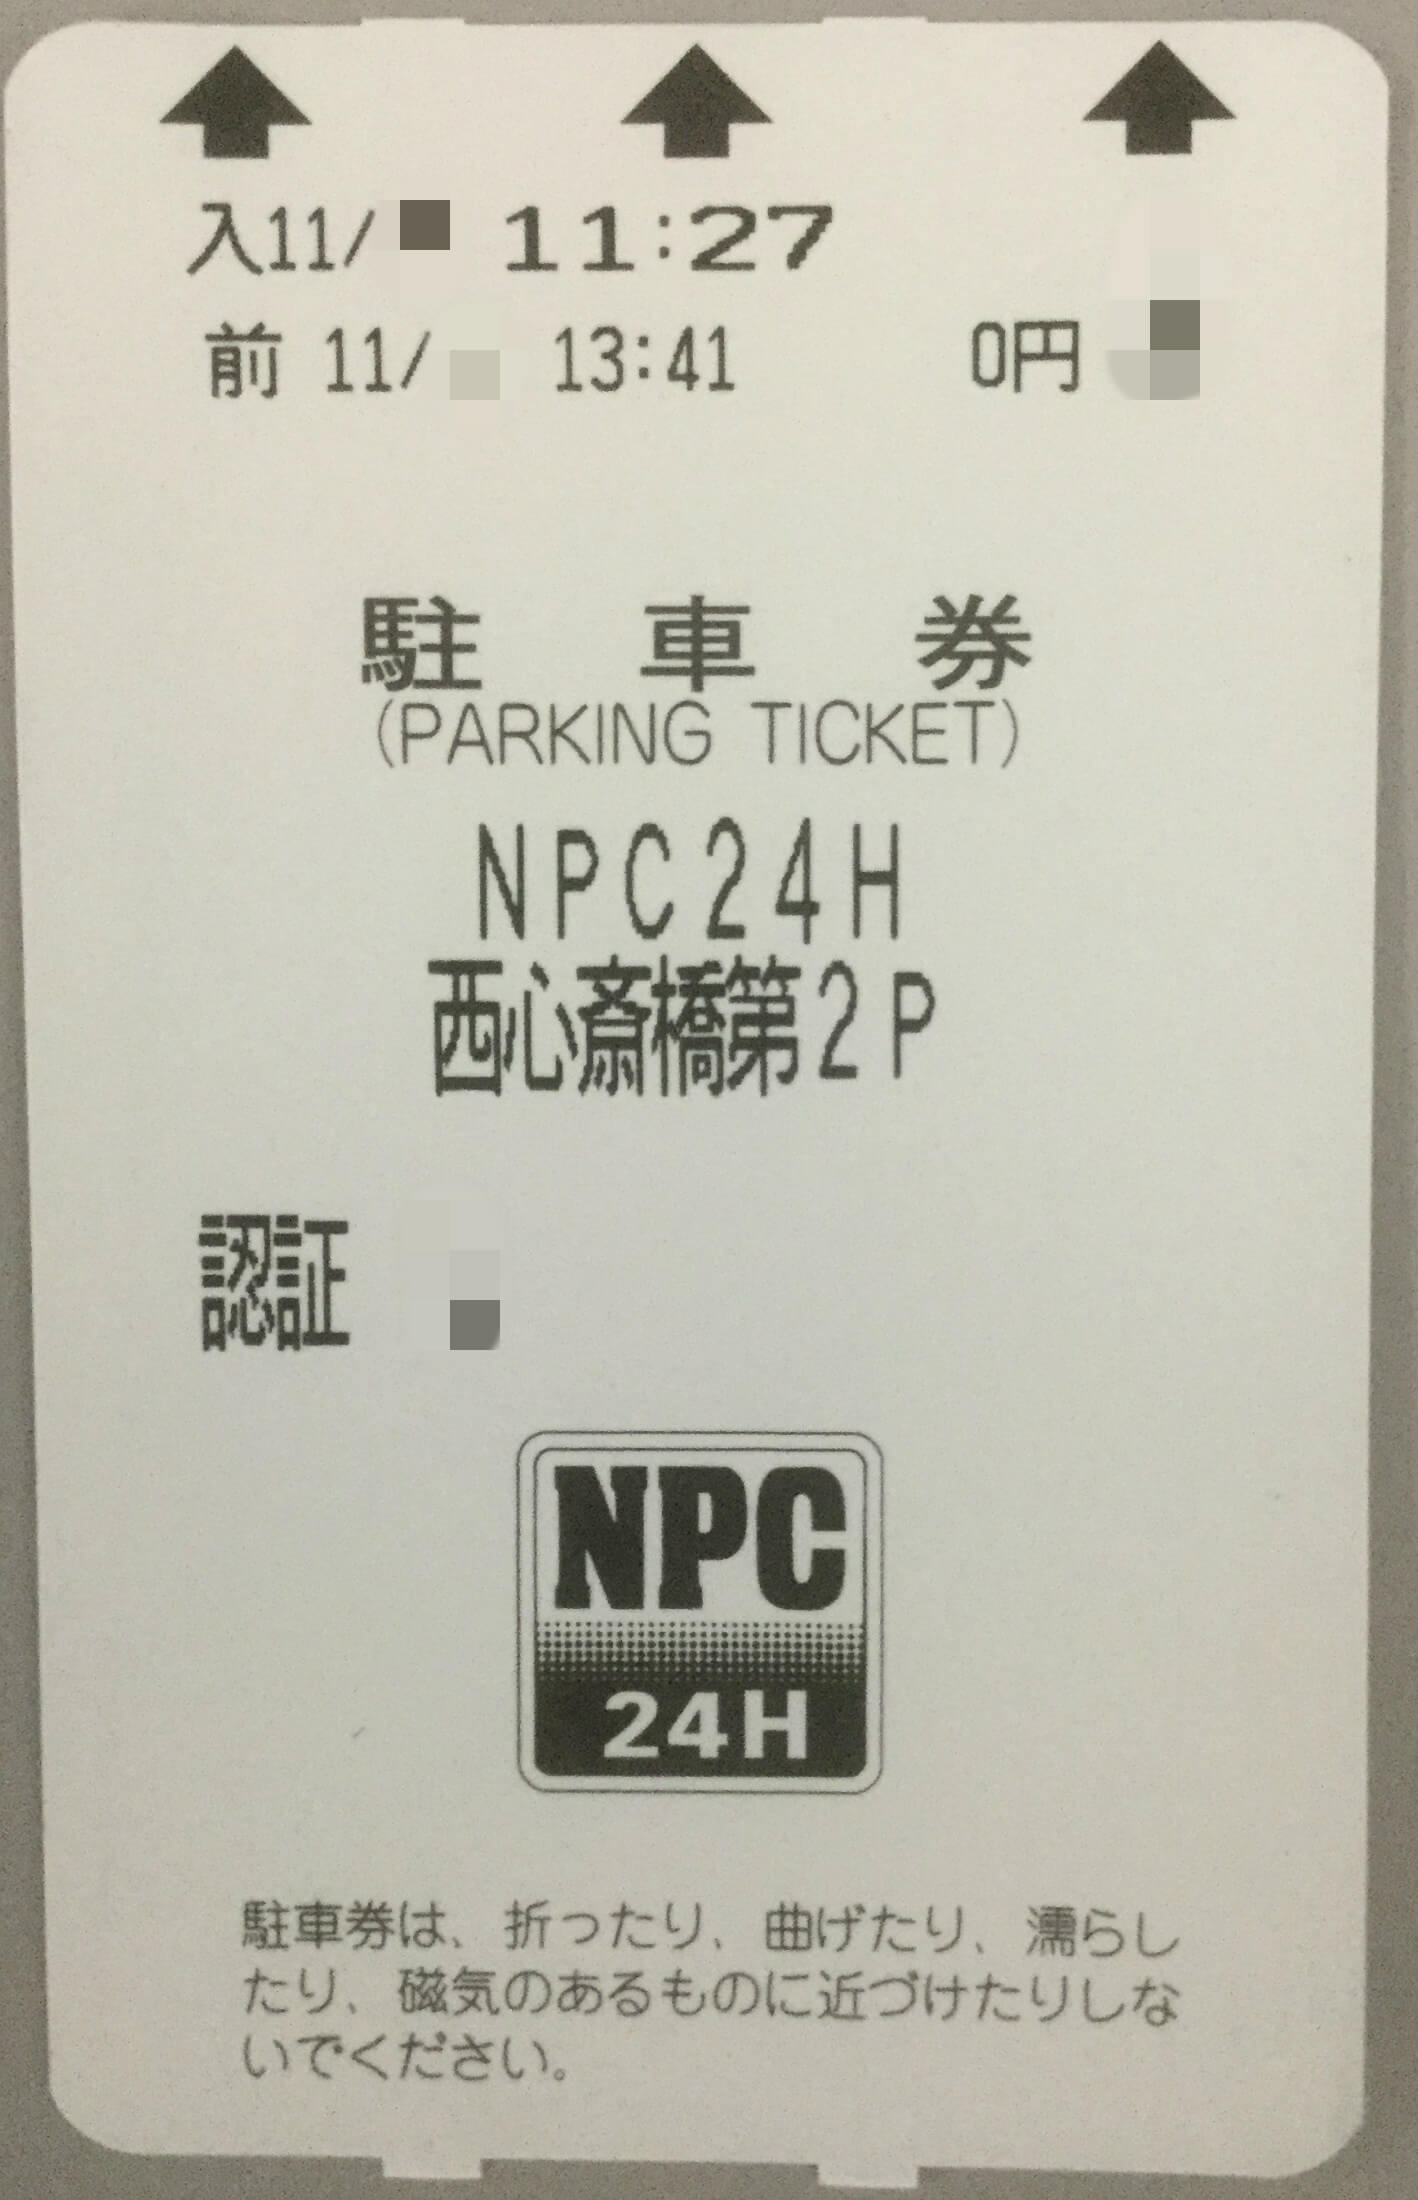 入11/ 11:27
前 11/ 13:41 0円
駐車券
(PARKING TICKET)
NPC24H
西心斎橋第2P
認証
NPC
24H
駐車券は、折ったり、曲げたり、濡らし
たり、磁気のあるものに近づけたりしな
いでください。